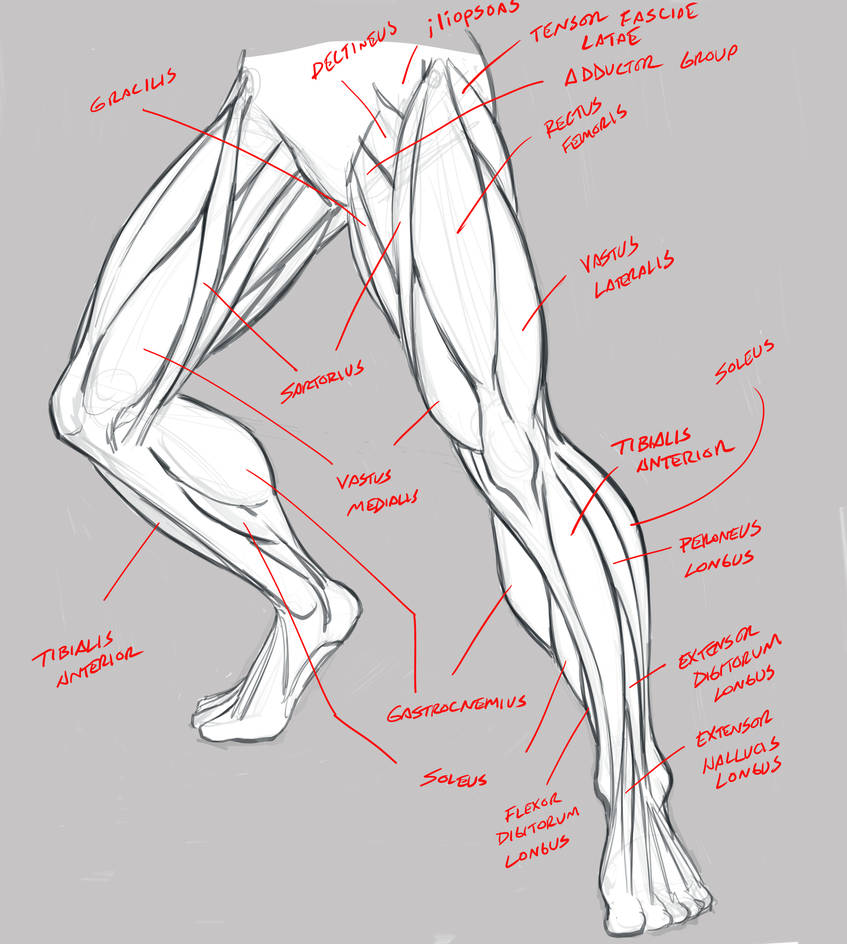 iliopsoas
PECTINEUS
TENSOR FASCIDE
LATAE
GRACILIS
ADDUCTOR GROUP
RECTUS
FEMORIS
VASTUS
LATERALIS
SARTORIUS
SOLEUS
TIBIALIS
ANTERIOR
VASTUS
MEDIALIS
PERONEUS
LONGUS
TIBIALIS
ANTERIOR
EXTENSOR
DIGITORUM
LONGUS
GASTROCNEMIUS
EXTENSOR
HALLUCIS
LONGUS
SOLEUS
FLEXOR
DIGITORUM
LONGUS